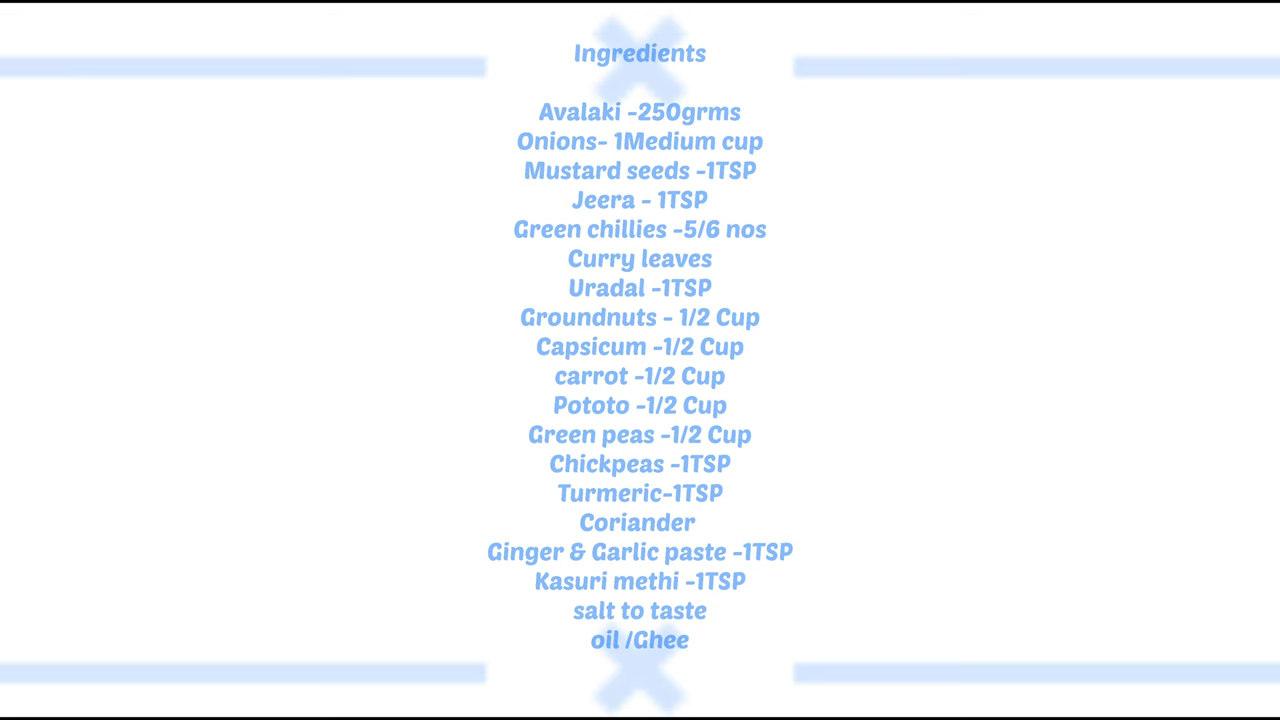 Ingredients
Avalaki -250grms
Onions- 1Medium cup
Mustard seeds -1TSP
Jeera - 1TSP
Green chillies -5/6 nos
Curry leaves
Uradal -1TSP
Groundnuts - 1/2 Cup
Capsicum -1/2 Cup
carrot -1/2 Cup
Pototo -1/2 Cup
Green peas -1/2 Cup
Chickpeas -1TSP
Turmeric-1TSP
Coriander
Ginger & Garlic paste -1TSP
Kasuri methi -1TSP
salt to taste
oil /Ghee